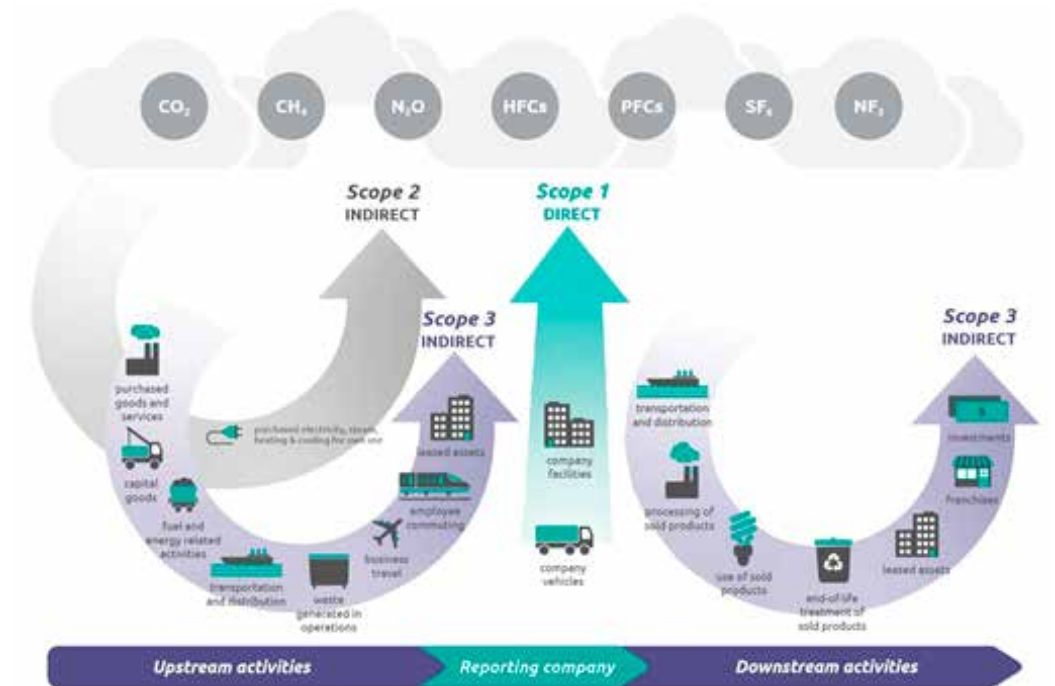 CO₂
CH₄
N₂O
HFCs
PFCs
SF₆
NF₃
Scope 2
INDIRECT
Scope 1
DIRECT
Scope 3
INDIRECT
Scope 3
INDIRECT
purchased
goods and
services
capital
goods
fuel and
energy related
activities
transportation
and distribution
waste
generated in
operations
business
travel
employee
commuting
leased assets
purchased electricity, steam,
heating & cooling for own use
company
facilities
company
vehicles
transportation
and distribution
processing of
sold products
use of sold
products
end-of-life
treatment of
sold products
leased assets
franchises
investments
$
Upstream activities
Reporting company
Downstream activities